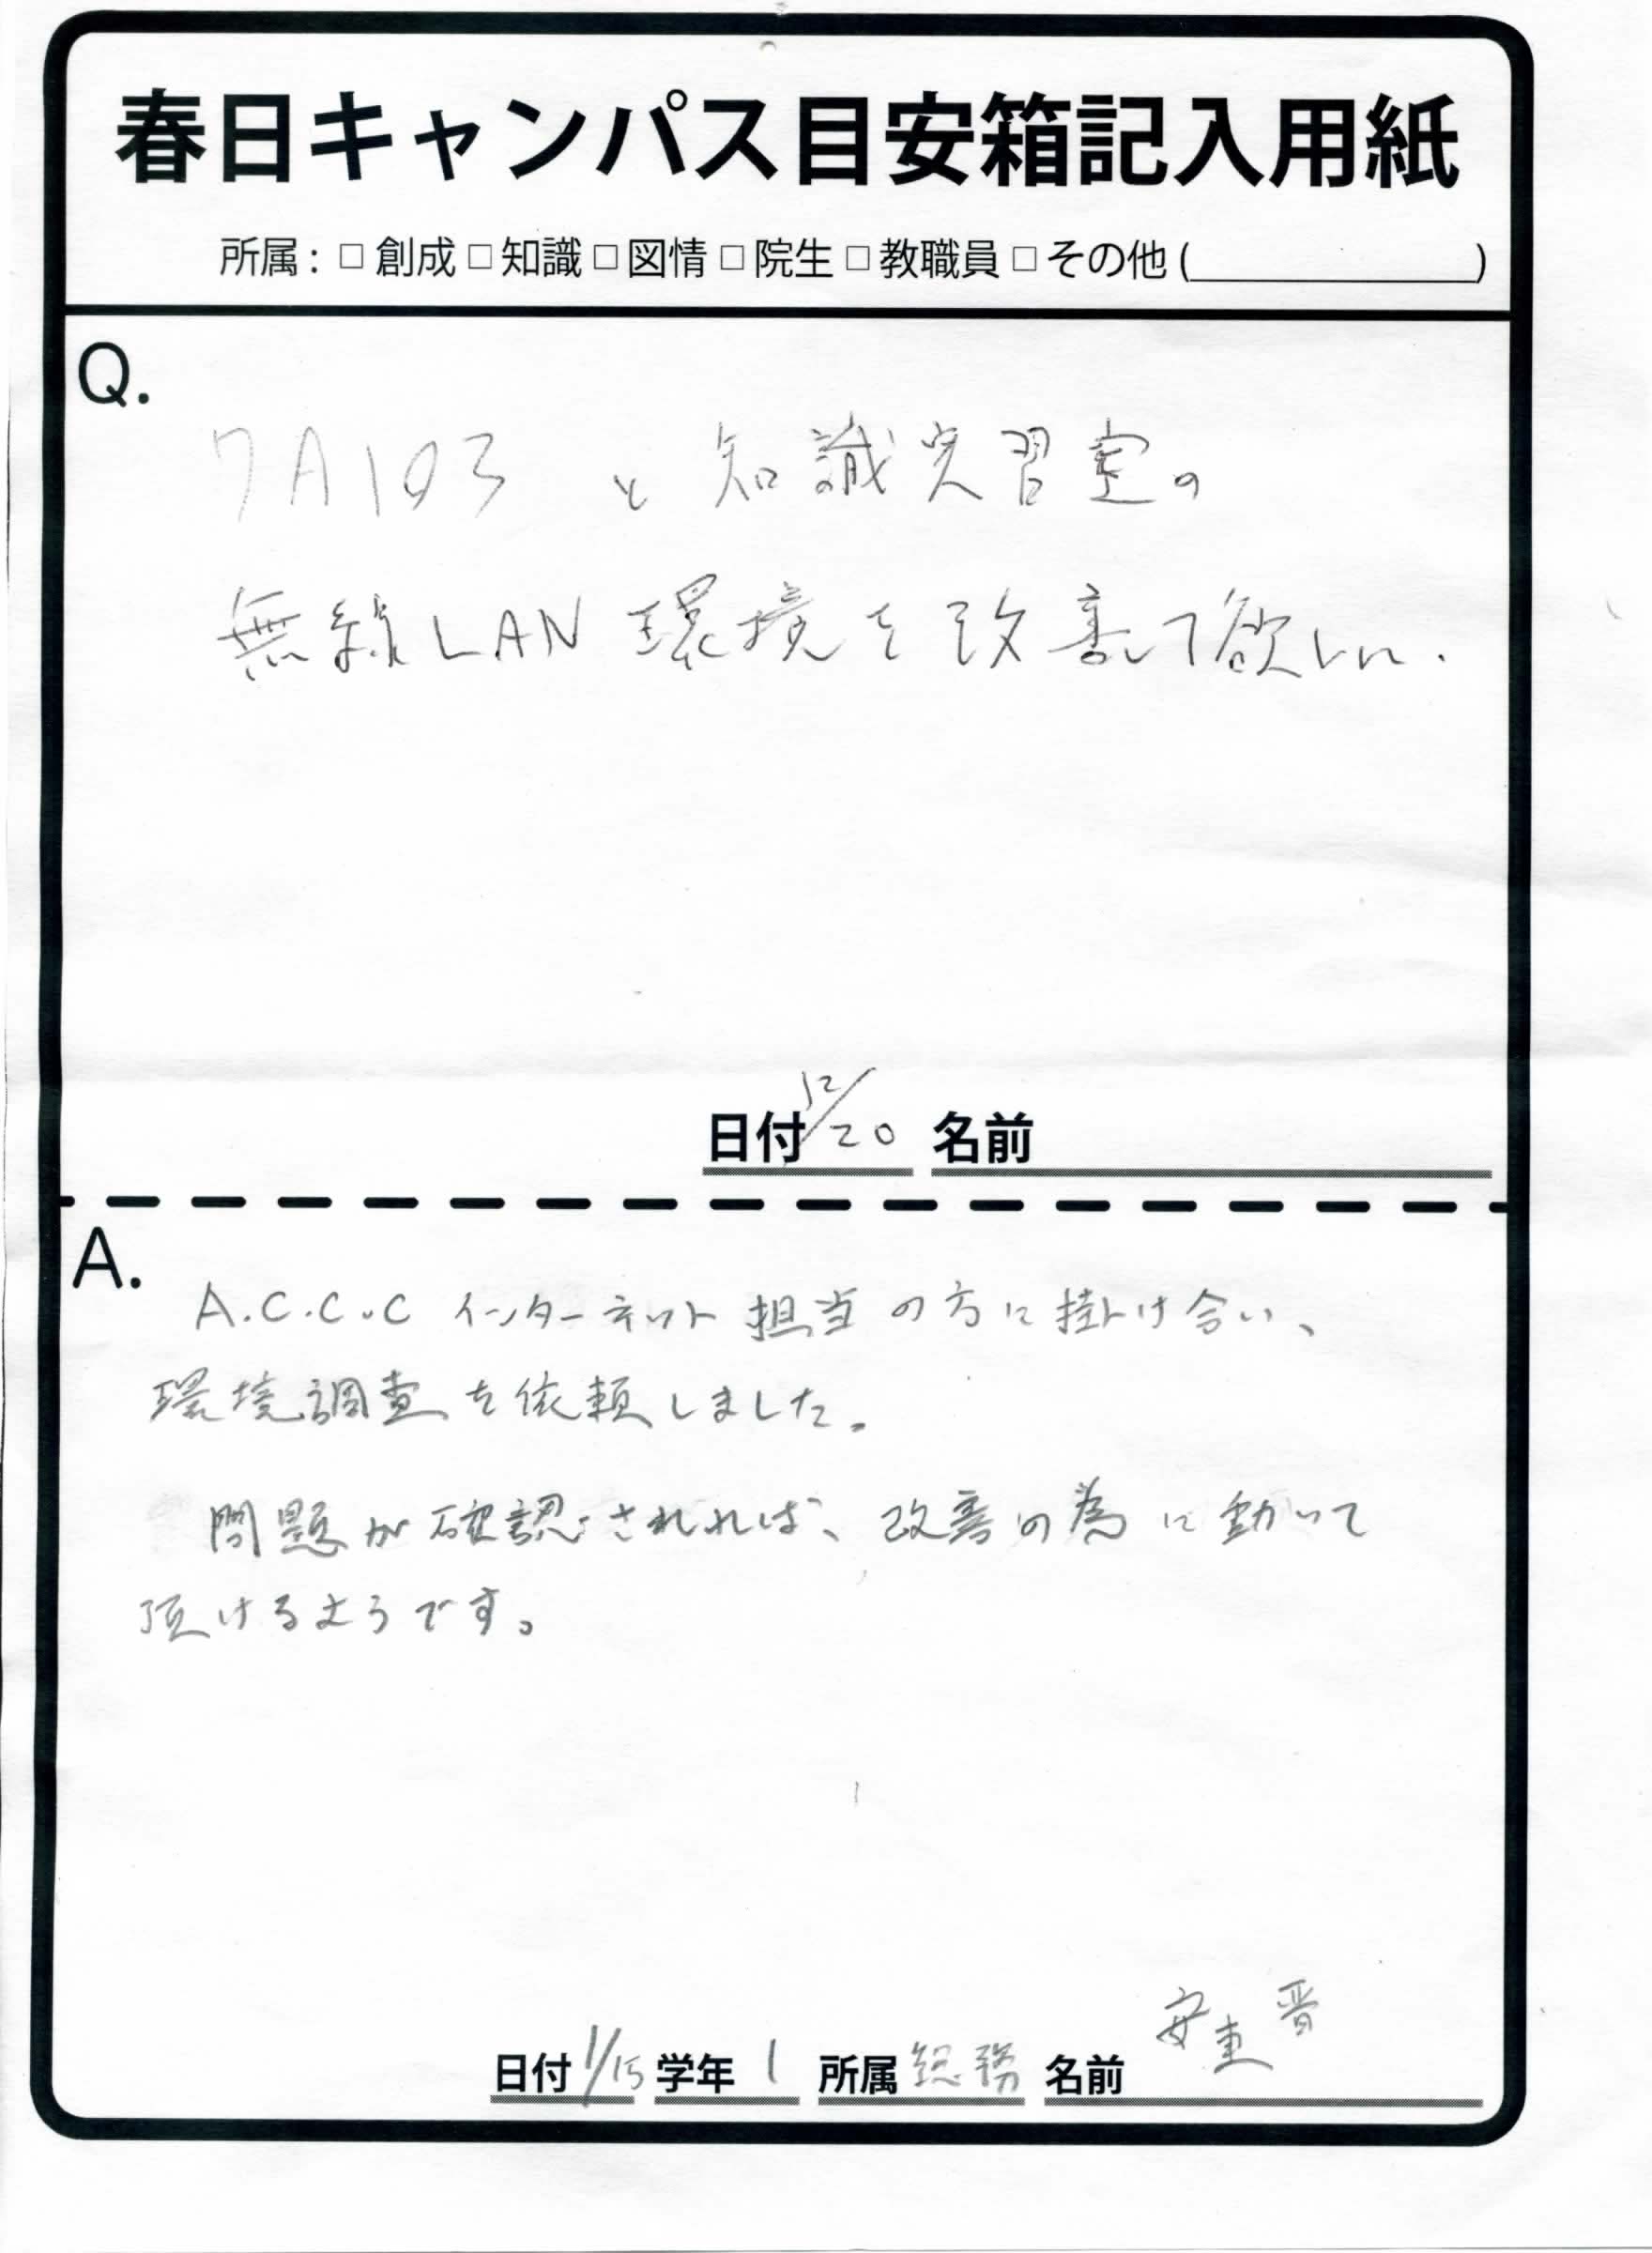 春日キャンパス目安箱記入用紙
所属: □ 創成 □ 知識 □ 図情 □ 院生 □ 教職員 □ その他 ( )
Q.
7A103 と 知識実習室の
無線LAN 環境を改善して欲しい.
日付 12/20 名前
A.
A.C.C.C インターネット担当の方に掛け合い、
環境調査を依頼しました。
問題が確認されれば、改善の為に動いて
頂けるようです。
日付 1/15 学年 1 所属 総務 名前 安重 晋